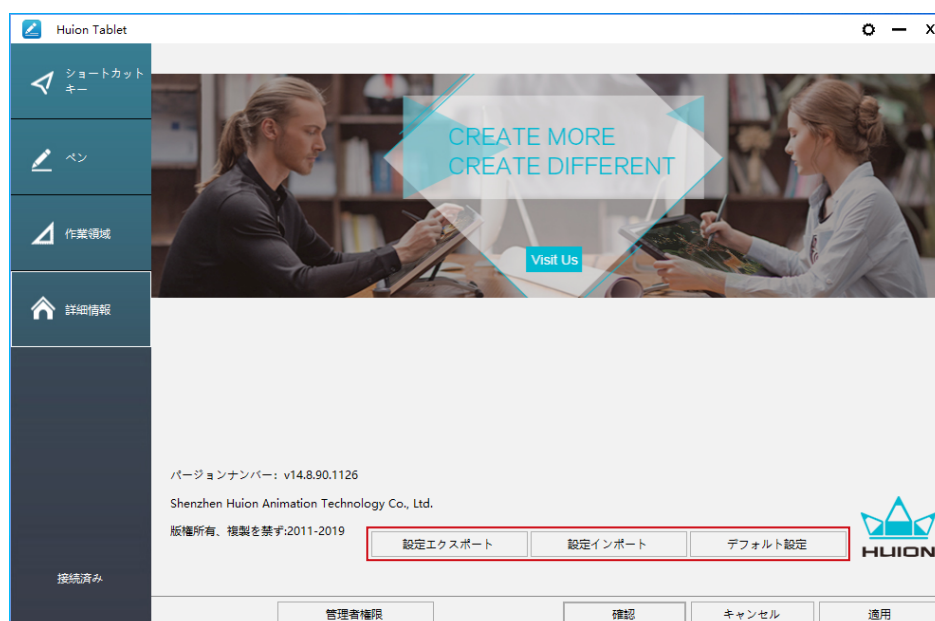 Huion Tablet
X
ショートカット
キー
ペン
作業領域
詳細情報
接続済み
CREATE MORE
CREATE DIFFERENT
Visit Us
バージョンナンバー: v14.8.90.1126
Shenzhen Huion Animation Technology Co., Ltd.
版権所有、複製を禁ず:2011-2019
設定エクスポート 設定インポート デフォルト設定
HUION
管理者権限 確認 キャンセル 適用